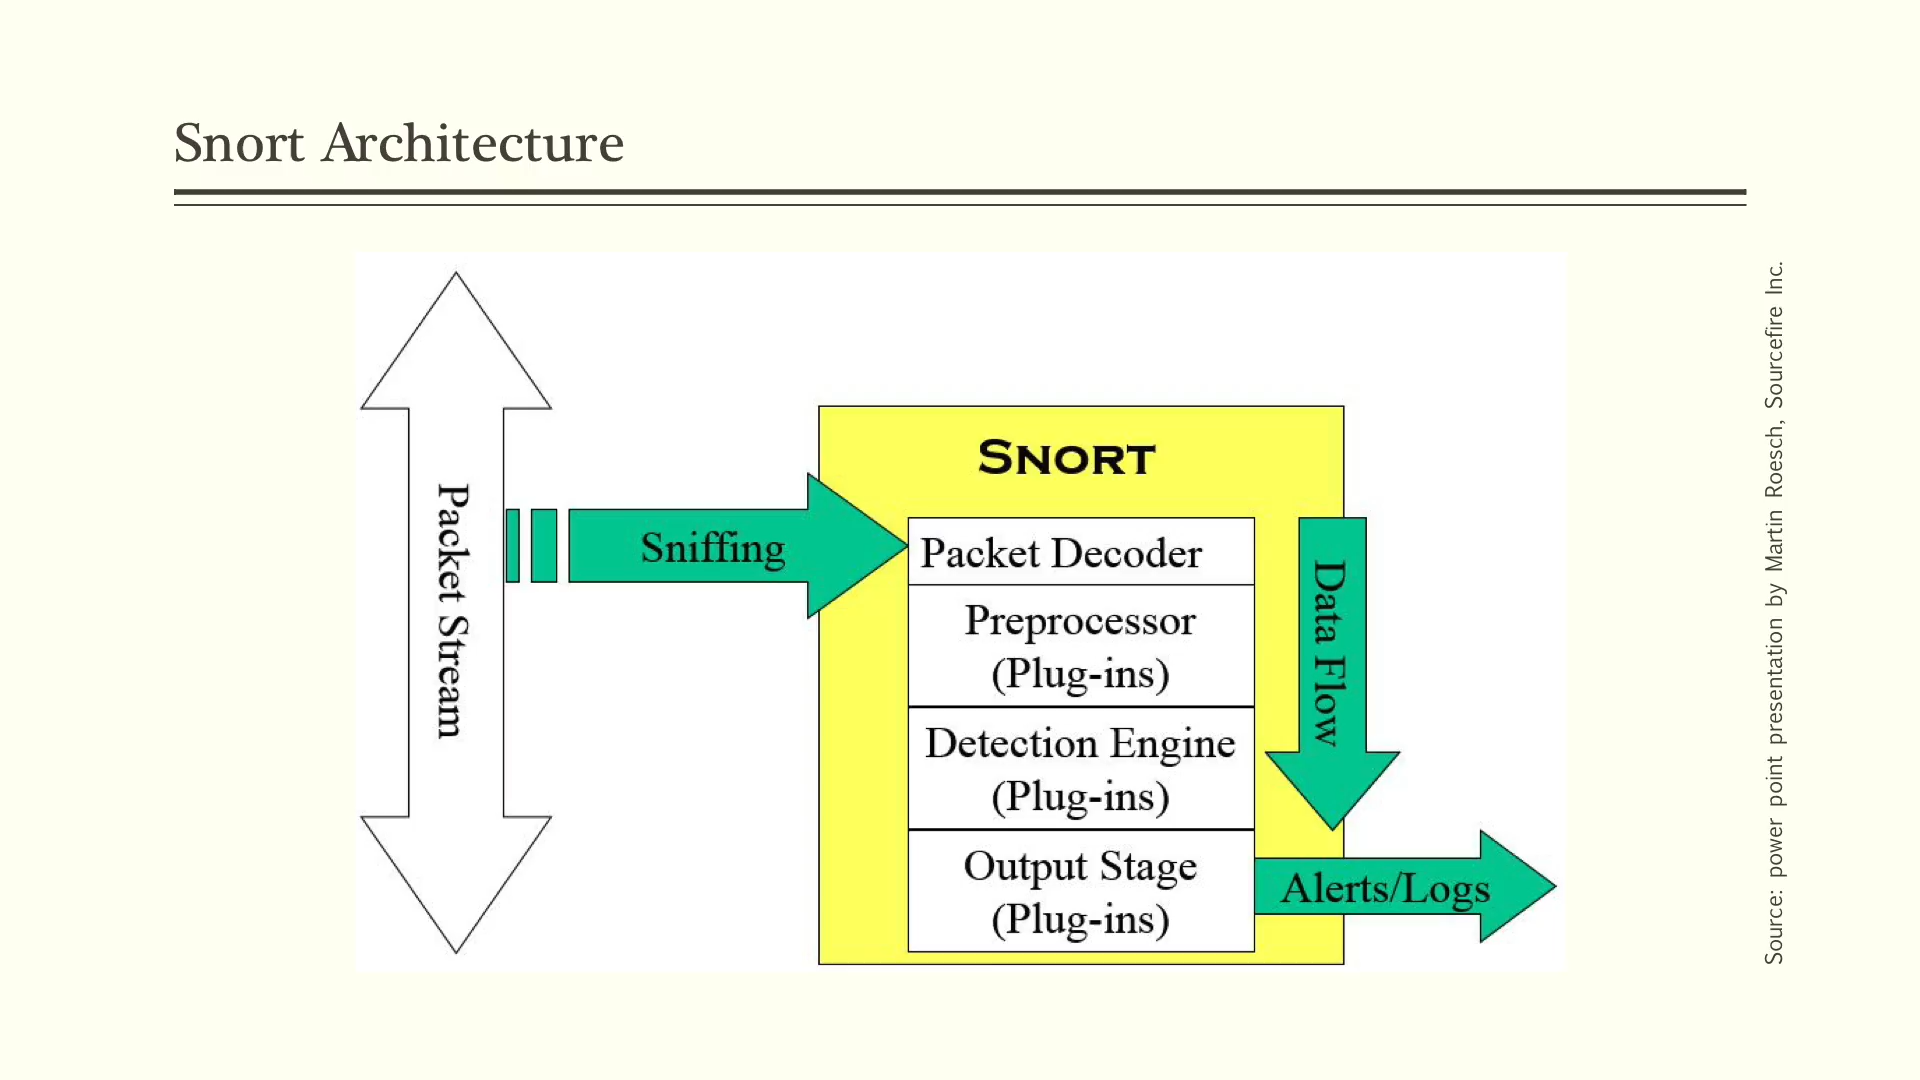 Snort Architecture
Packet Stream
Sniffing
SNORT
Packet Decoder
Preprocessor
(Plug-ins)
Detection Engine
(Plug-ins)
Output Stage
(Plug-ins)
Data Flow
Alerts/Logs
Source: power point presentation by Martin Roesch, Sourcefire Inc.